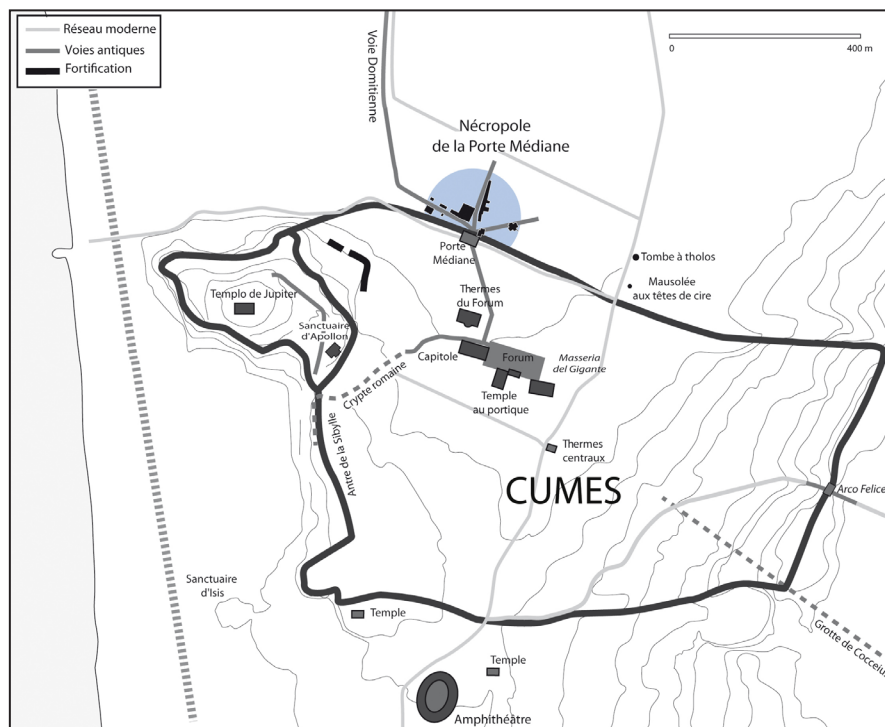 Réseau moderne
Voies antiques
Fortification
0
400 m
Voie Domitienne
Nécropole
de la Porte Médiane
Porte
Médiane
Tombe à tholos
Mausolée
aux têtes de cire
Templo de Jupiter
Thermes
du Forum
Sanctuaire
d'Apollon
Capitole
Forum
Masseria
del Gigante
Crypte romaine
Temple
au portique
Antre de la Sibylle
Thermes
centraux
CUMES
Arco Felice
Sanctuaire
d'Isis
Temple
Grotte de Cocceius
Temple
Amphithéâtre